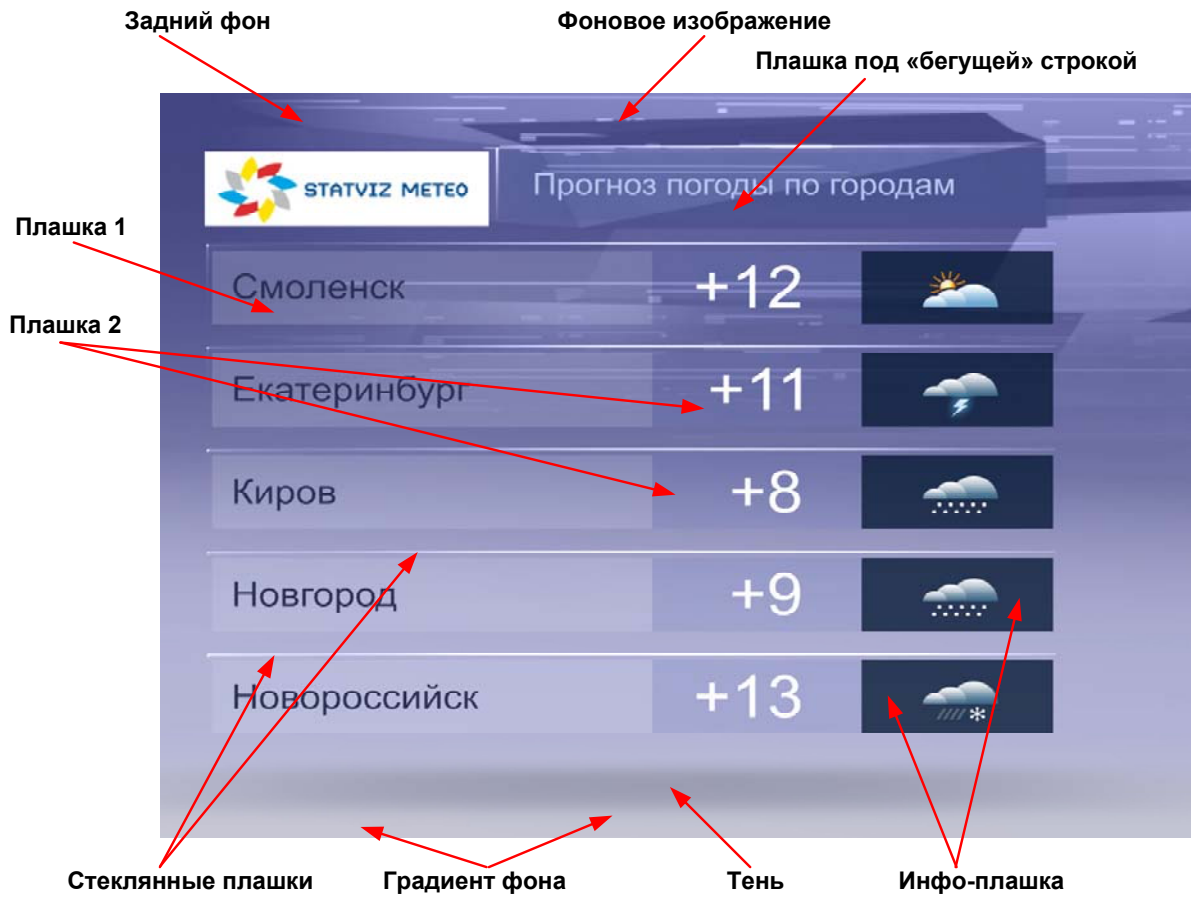 Задний фон
Фоновое изображение
Плашка под «бегущей» строкой
STATVIZ METEO
Прогноз погоды по городам
Плашка 1
Смоленск +12
Плашка 2
Екатеринбург +11
Киров +8
Новгород +9
Новороссийск +13
Стеклянные плашки
Градиент фона
Тень
Инфо-плашка